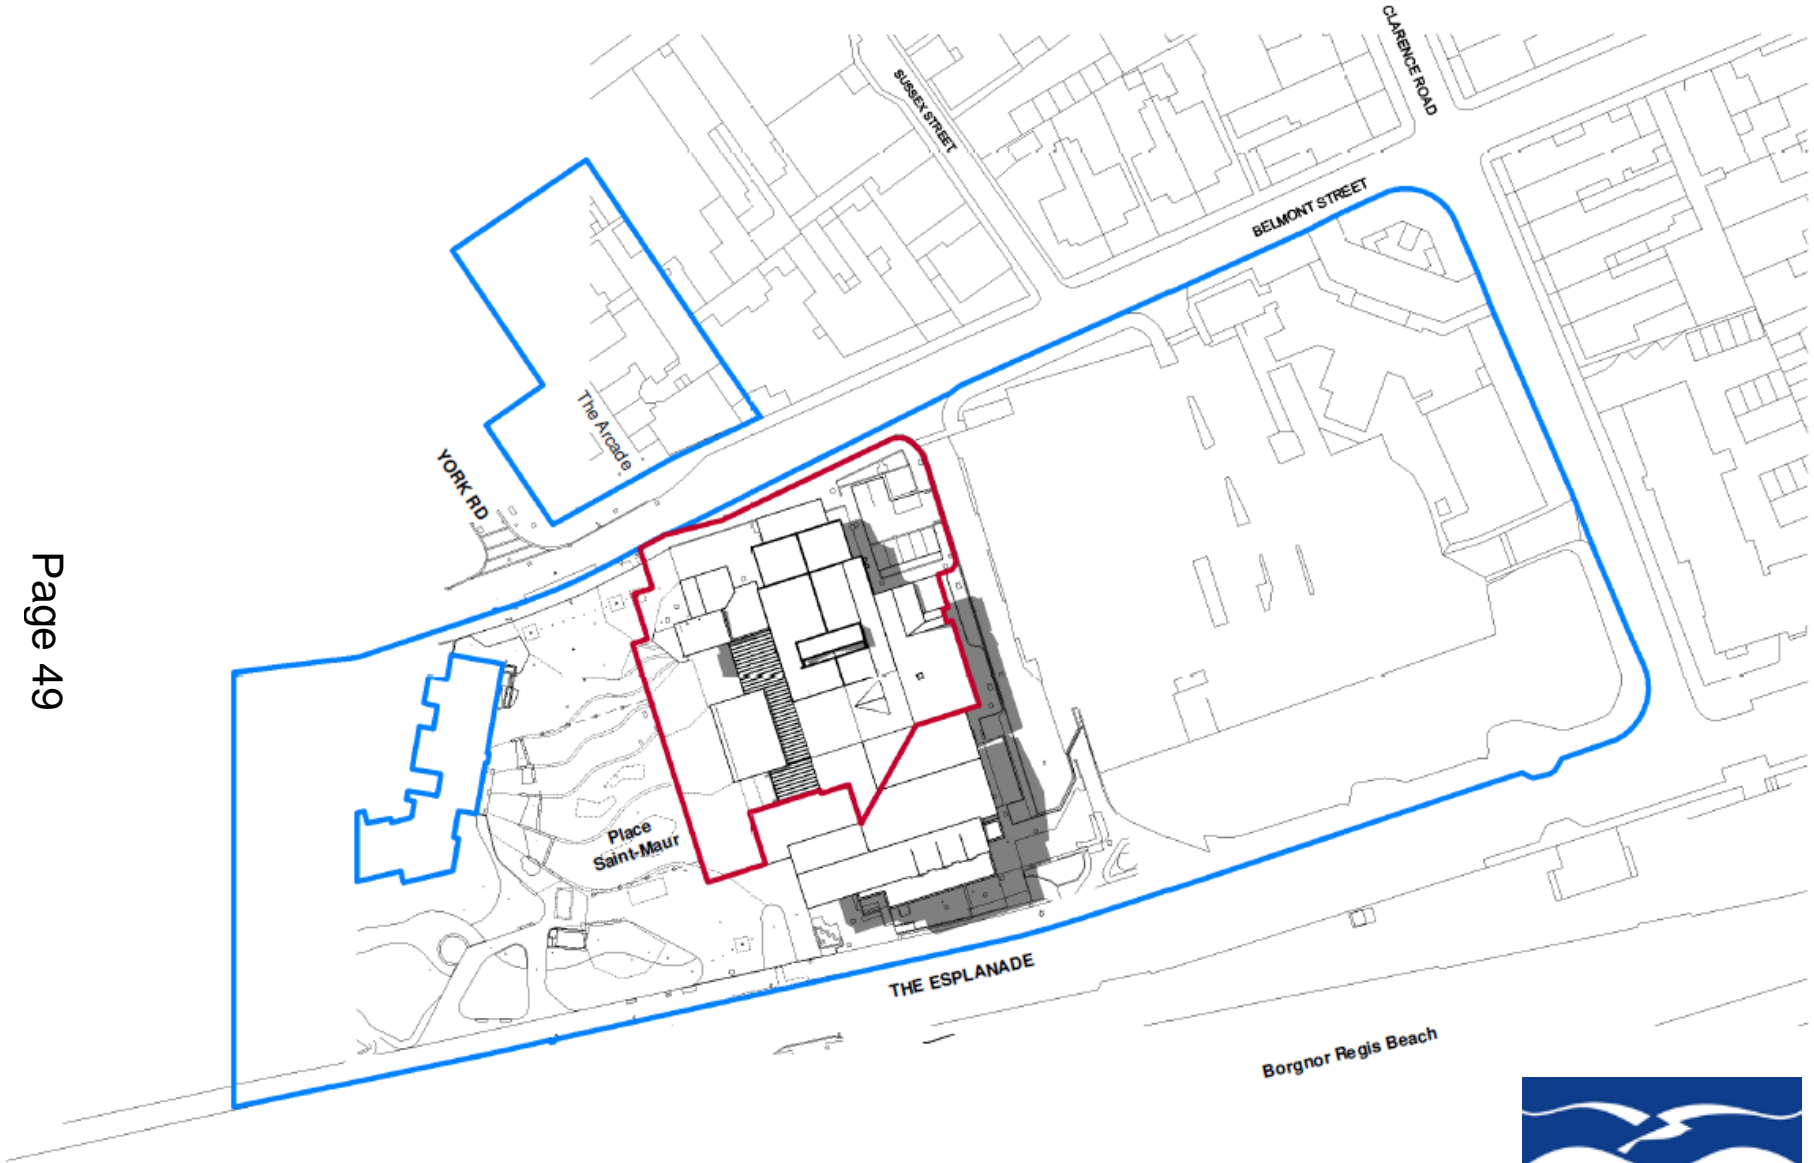 CLARENCE ROAD
SUSSEX STREET
BELMONT STREET
The Arcade
YORK RD
Page 49
Place
Saint-Maur
THE ESPLANADE
Borgnor Regis Beach